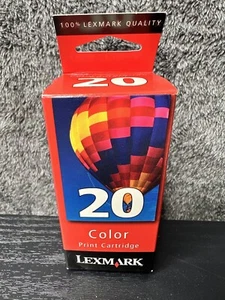 100% LEXMARK QUALITY
20
20
Color
Print Cartridge
LEXMARK